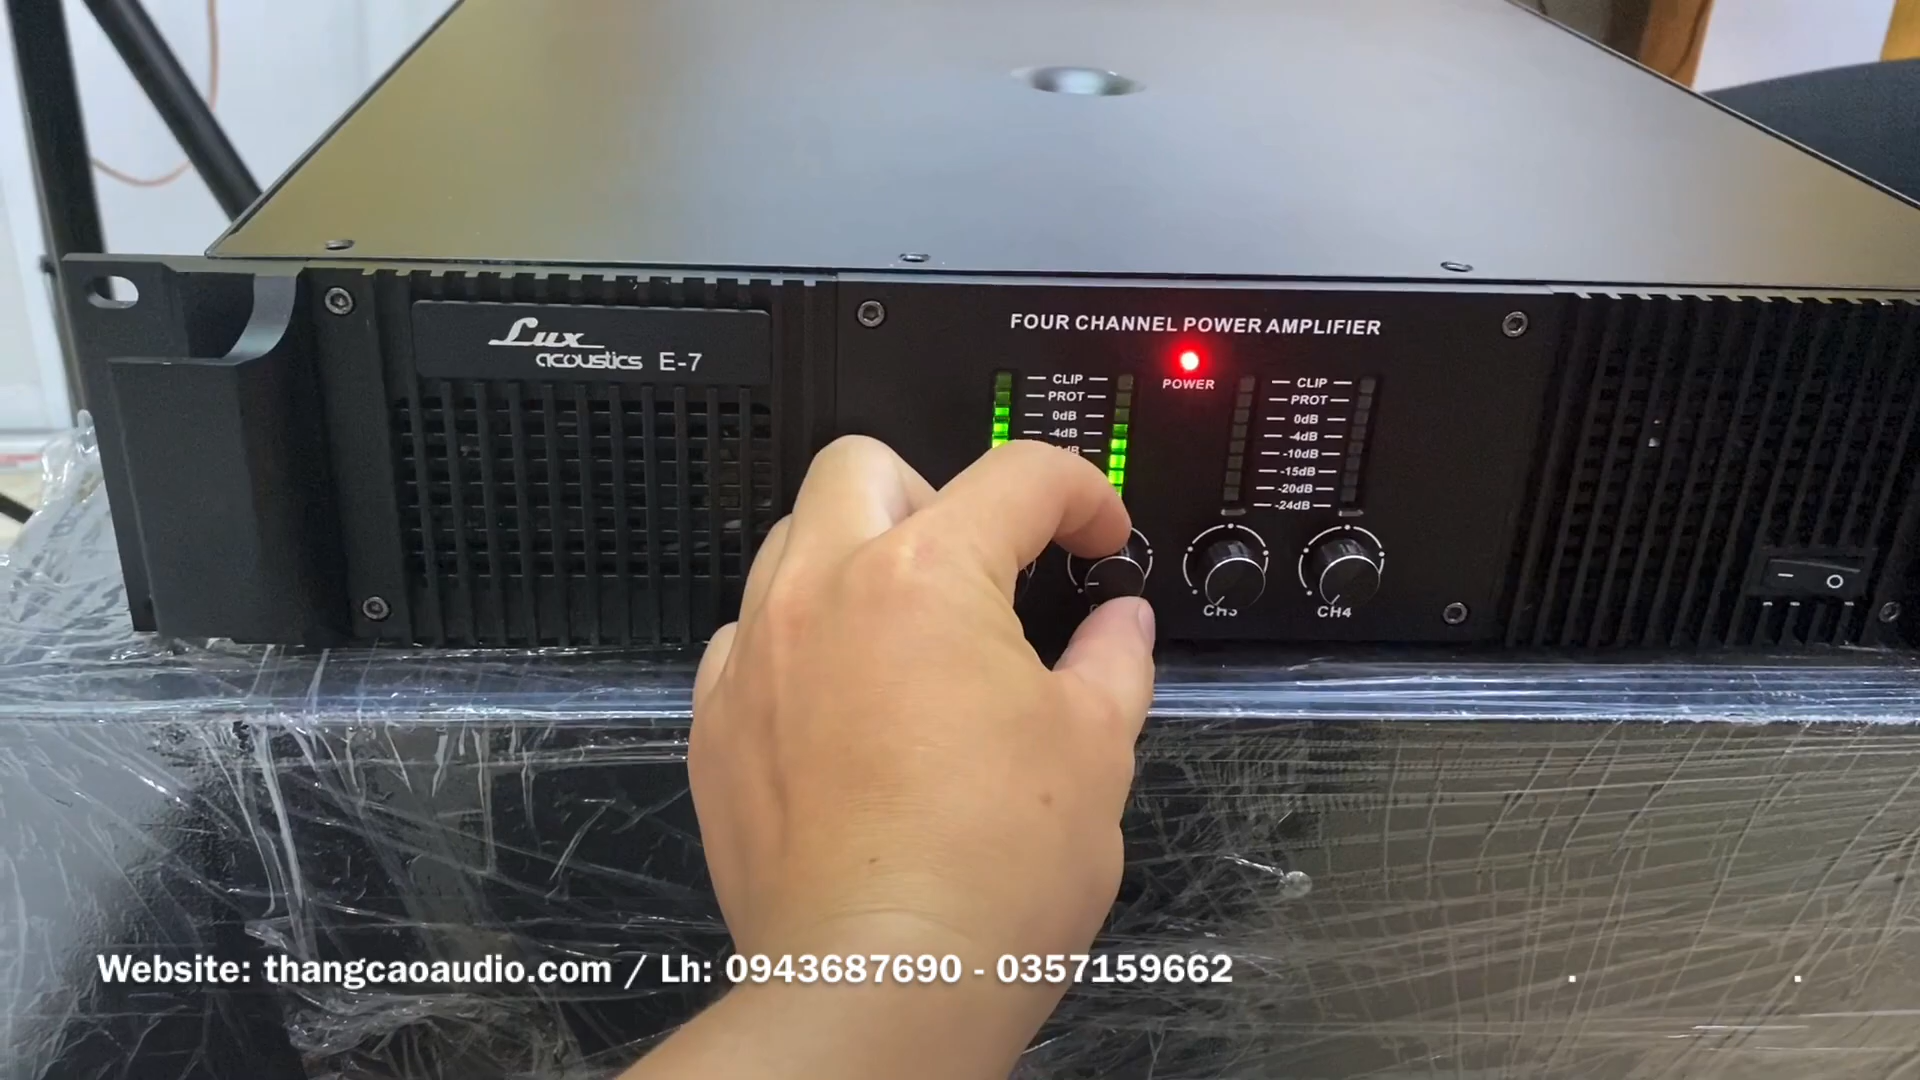 Lux
acoustics E-7
FOUR CHANNEL POWER AMPLIFIER
POWER
CLIP
PROT
0dB
-4dB
CLIP
PROT
0dB
-4dB
-10dB
-15dB
-20dB
-24dB
CH3
CH4
Website: thangcaoaudio.com / Lh: 0943687690 - 0357159662